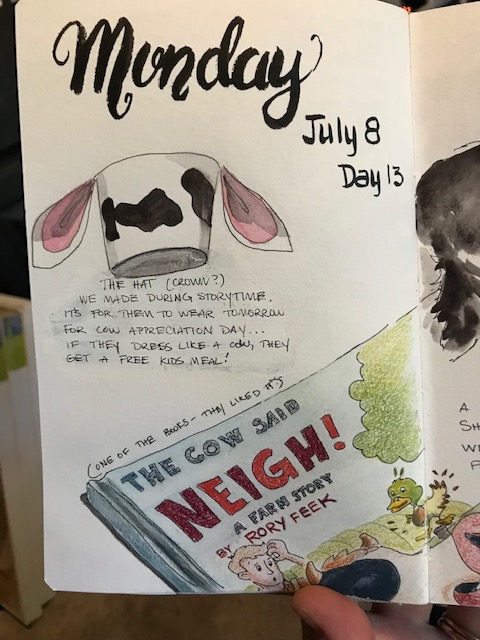 Monday
July 8
Day 13
THE HAT (CROWN?)
WE MADE DURING STORYTIME.
IT'S FOR THEM TO WEAR TOMORROW
FOR COW APPRECIATION DAY...
IF THEY DRESS LIKE A COW, THEY
GET A FREE KIDS MEAL!
(ONE OF THE BOOKS - THEY LIKED IT!)
THE COW SAID
NEIGH!
A FARM STORY
BY RORY FEEK
A
SH
W